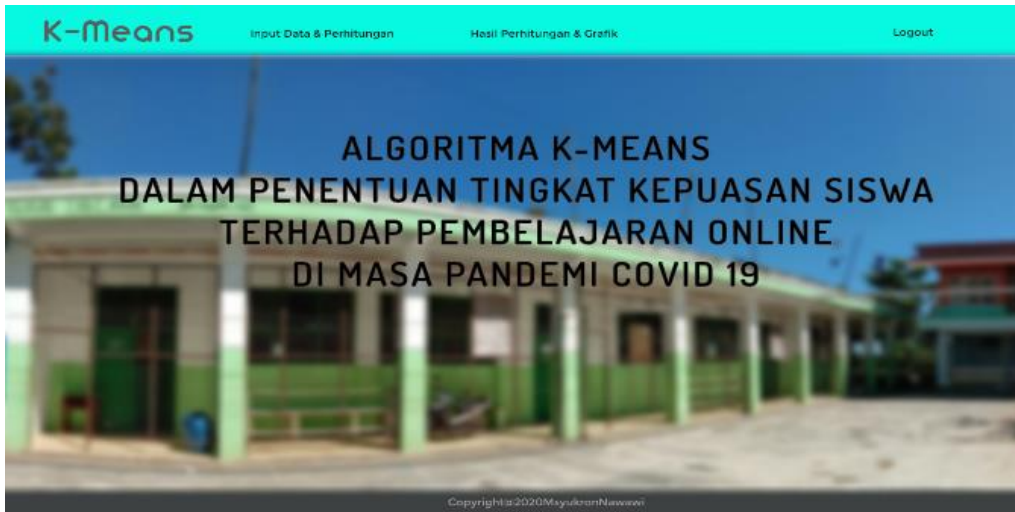 K-Means
Input Data & Perhitungan
Hasil Perhitungan & Grafik
Logout
ALGORITMA K-MEANS
DALAM PENENTUAN TINGKAT KEPUASAN SISWA
TERHADAP PEMBELAJARAN ONLINE
DI MASA PANDEMI COVID 19
Copyright@2020MsyukronNawawi